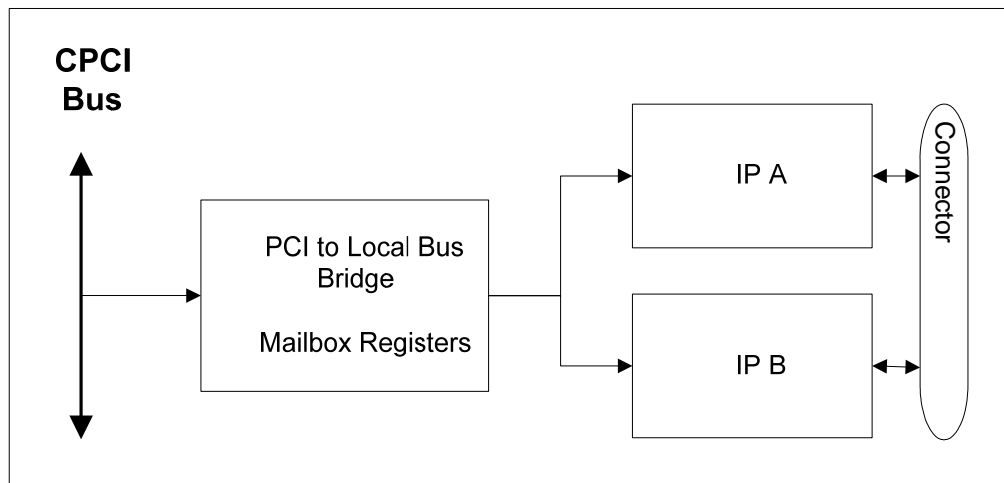 CPCI
Bus
PCI to Local Bus
Bridge
Mailbox Registers
IP A
IP B
Connector